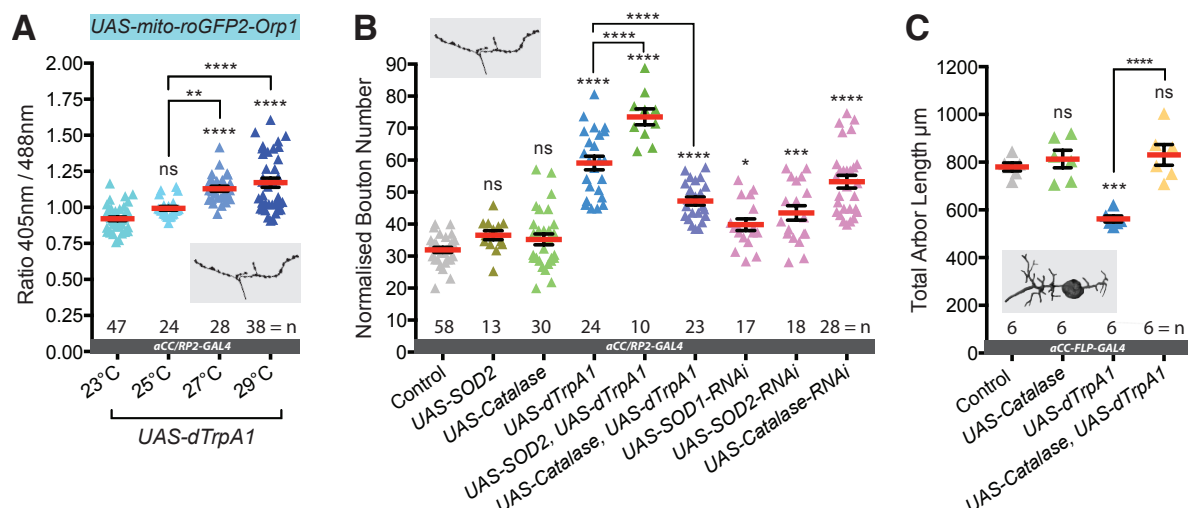 A
UAS-mito-roGFP2-Orp1
Ratio 405nm / 488nm
2.00
1.75
1.50
1.25
1.00
0.75
0.50
0.25
0.00
****
**
ns
****
****
47 24 28 38 = n
aCC/RP2-GAL4
23°C 25°C 27°C 29°C
UAS-dTrpA1
B
Normalised Bouton Number
90
80
70
60
50
40
30
20
10
0
****
****
ns
ns
****
****
****
*
***
****
58 13 30 24 10 23 17 18 28 = n
aCC/RP2-GAL4
Control
UAS-SOD2
UAS-Catalase
UAS-dTrpA1
UAS-SOD2, UAS-dTrpA1
UAS-Catalase, UAS-dTrpA1
UAS-SOD1-RNAi
UAS-SOD2-RNAi
UAS-Catalase-RNAi
C
Total Arbor Length µm
1200
1000
800
600
400
200
0
****
ns
***
ns
6 6 6 6 = n
aCC-FLP-GAL4
Control
UAS-Catalase
UAS-dTrpA1
UAS-Catalase, UAS-dTrpA1